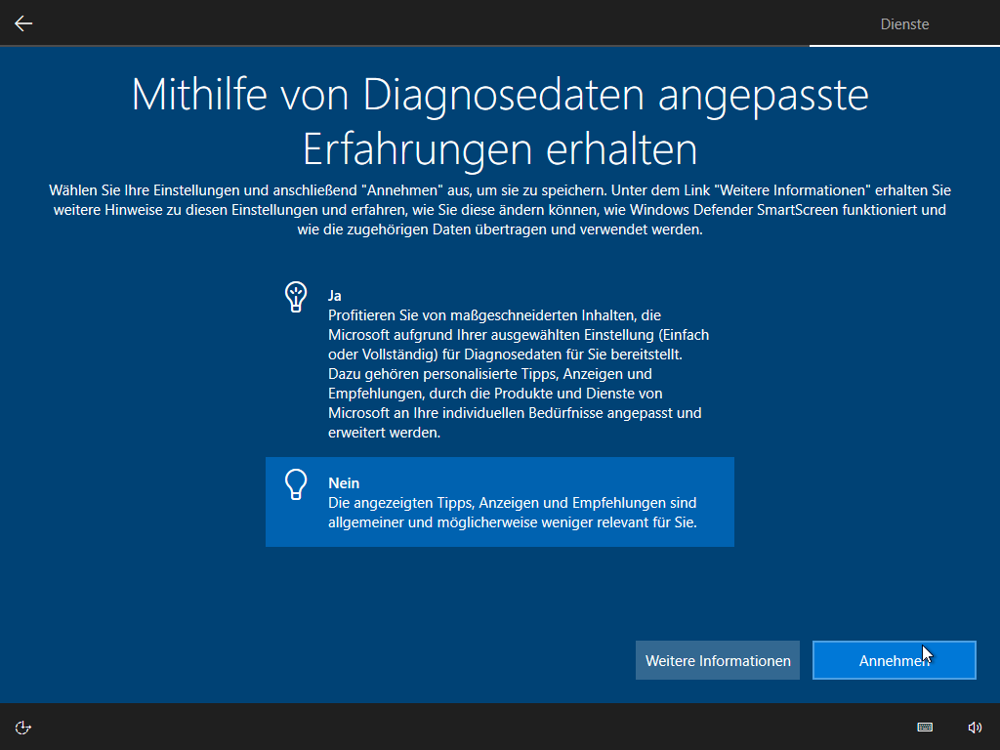 Dienste
Mithilfe von Diagnosedaten angepasste
Erfahrungen erhalten
Wählen Sie Ihre Einstellungen und anschließend "Annehmen" aus, um sie zu speichern. Unter dem Link "Weitere Informationen" erhalten Sie
weitere Hinweise zu diesen Einstellungen und erfahren, wie Sie diese ändern können, wie Windows Defender SmartScreen funktioniert und
wie die zugehörigen Daten übertragen und verwendet werden.
Ja
Profitieren Sie von maßgeschneiderten Inhalten, die
Microsoft aufgrund Ihrer ausgewählten Einstellung (Einfach
oder Vollständig) für Diagnosedaten für Sie bereitstellt.
Dazu gehören personalisierte Tipps, Anzeigen und
Empfehlungen, durch die Produkte und Dienste von
Microsoft an Ihre individuellen Bedürfnisse angepasst und
erweitert werden.
Nein
Die angezeigten Tipps, Anzeigen und Empfehlungen sind
allgemeiner und möglicherweise weniger relevant für Sie.
Weitere Informationen
Annehmen